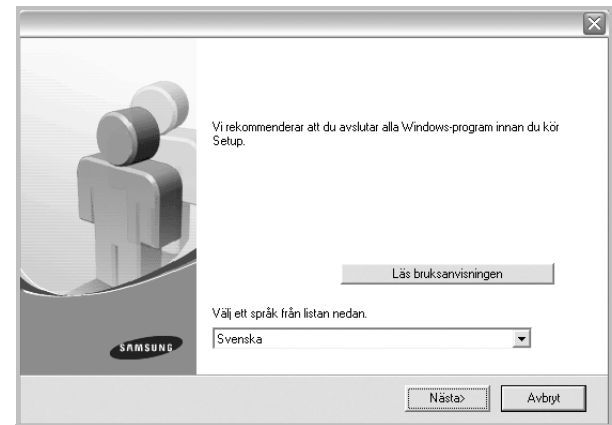 Vi rekommenderar att du avslutar alla Windows-program innan du kör
Setup.
Läs bruksanvisningen
Välj ett språk från listan nedan.
Svenska
SAMSUNG
Nästa>
Avbryt